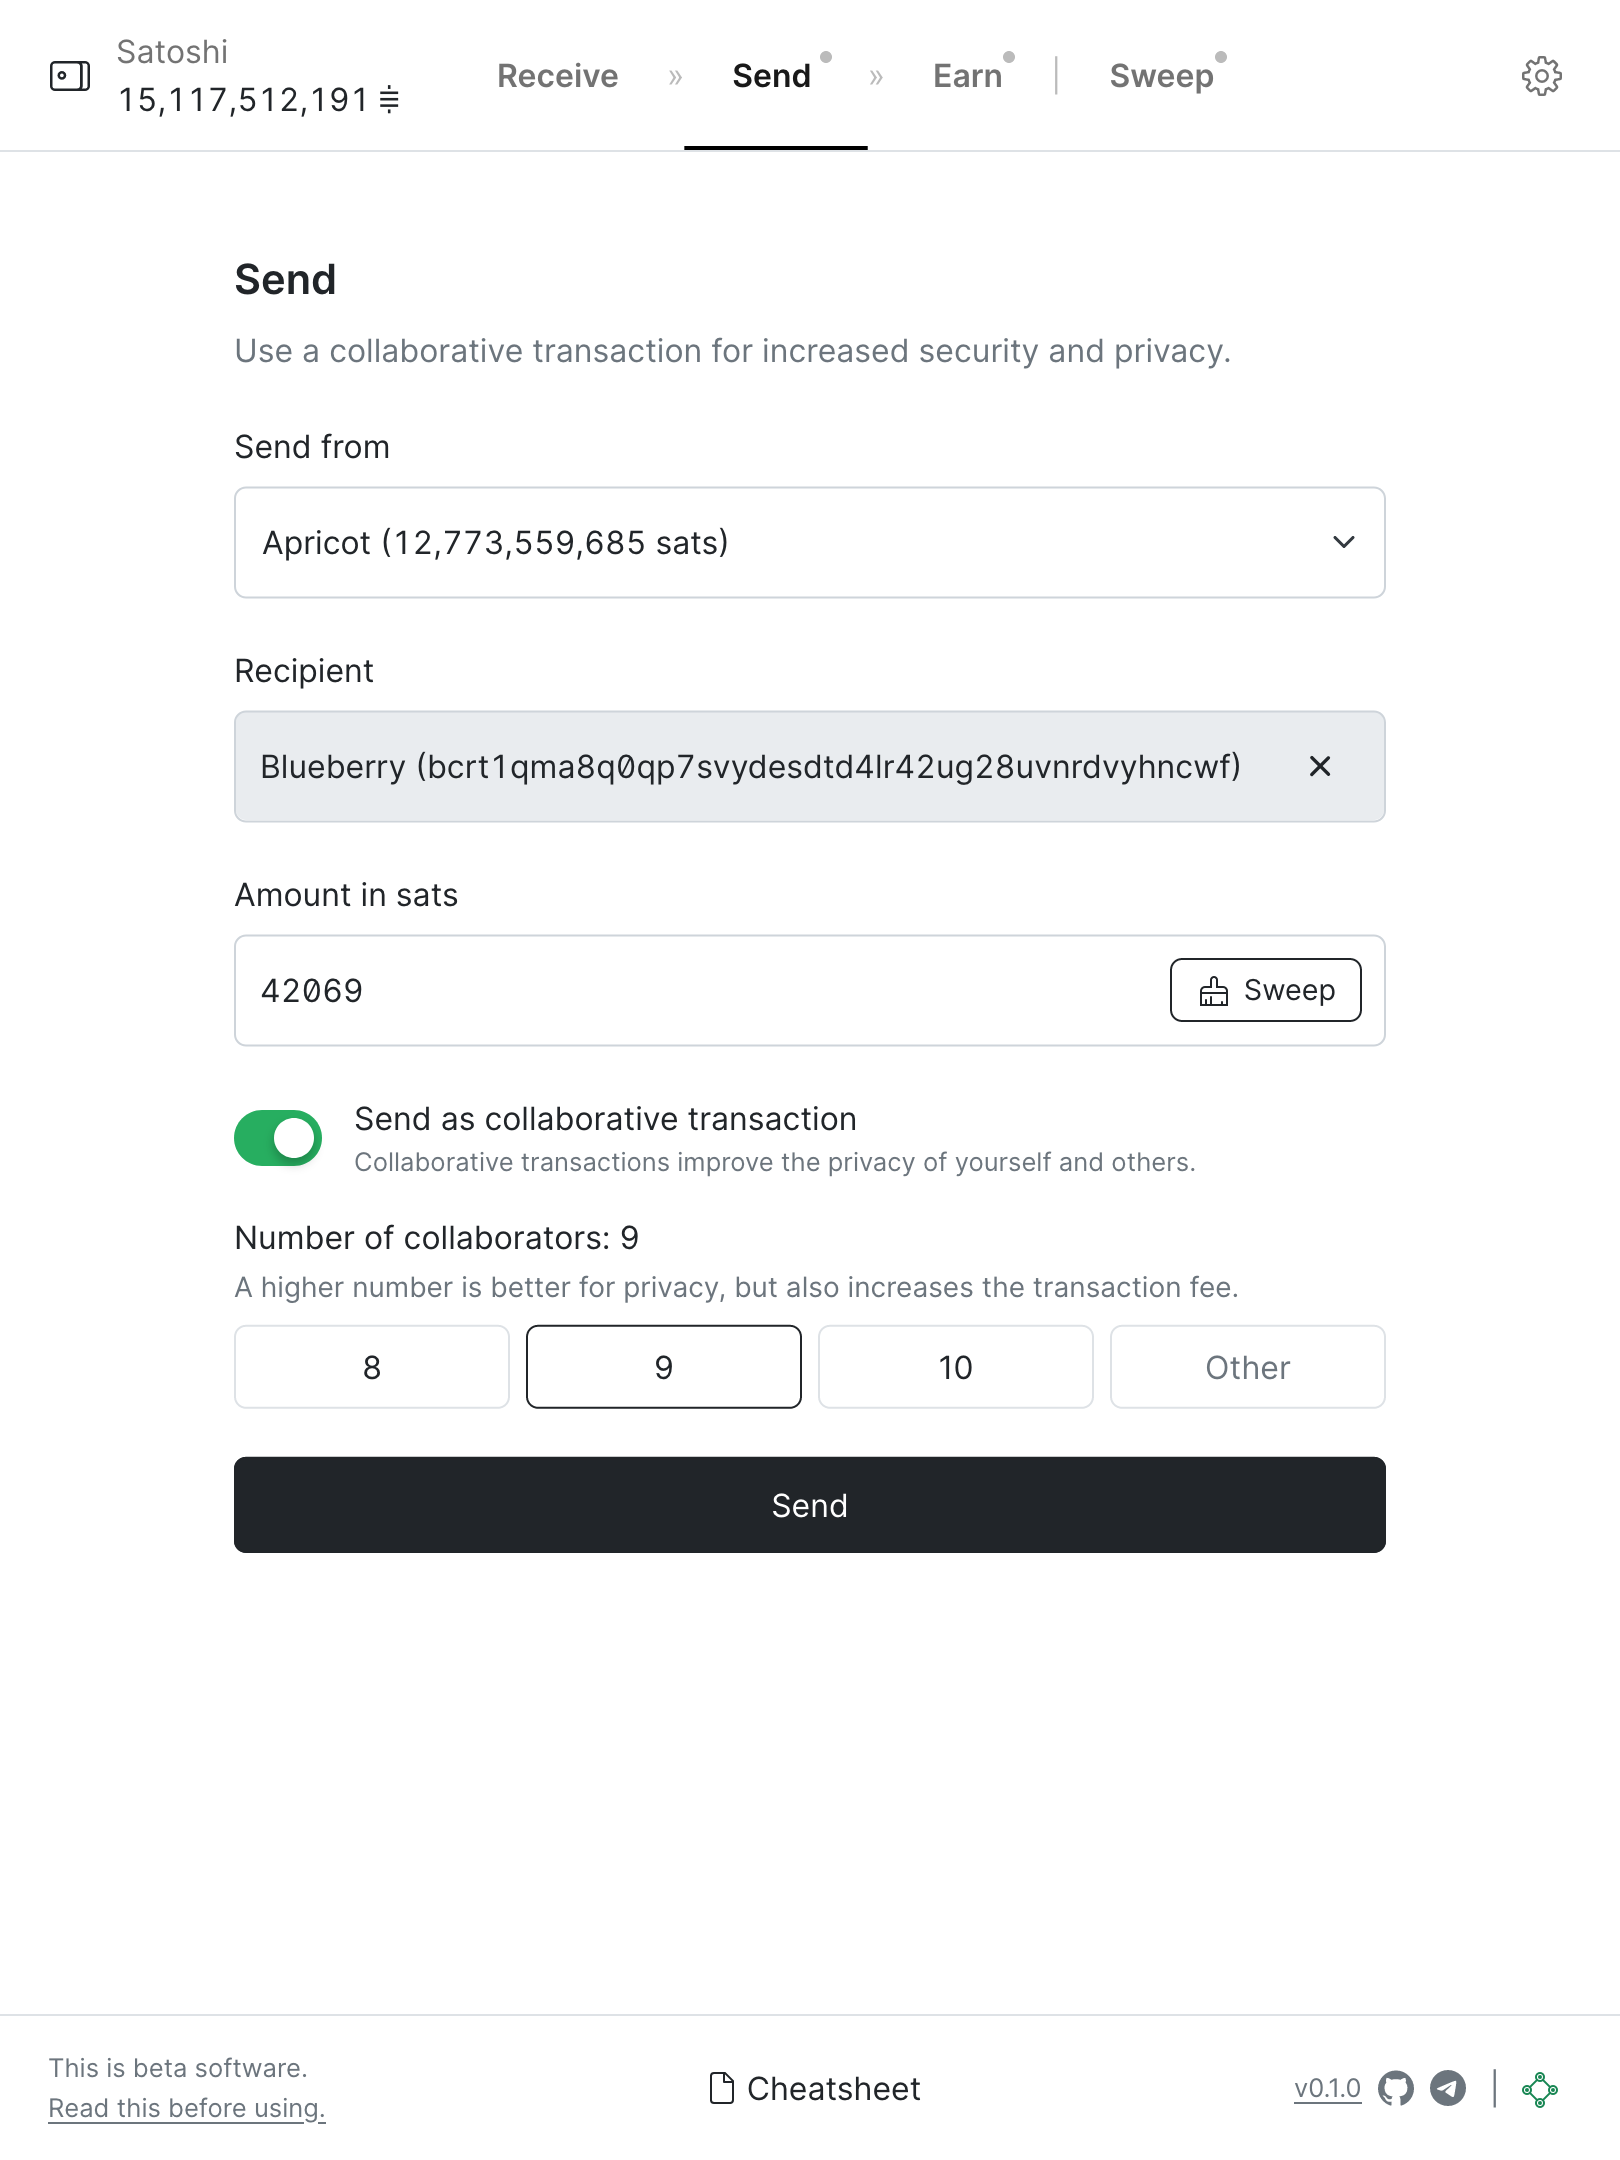 Satoshi
15,117,512,191
Receive » Send » Earn | Sweep
Send
Use a collaborative transaction for increased security and privacy.
Send from
Apricot (12,773,559,685 sats)
Recipient
Blueberry (bcrt1qma8q0qp7svydesdtd4lr42ug28uvnrdvyhncwf)
Amount in sats
42069
Sweep
Send as collaborative transaction
Collaborative transactions improve the privacy of yourself and others.
Number of collaborators: 9
A higher number is better for privacy, but also increases the transaction fee.
8 9 10 Other
Send
This is beta software.
Read this before using.
Cheatsheet
v0.1.0